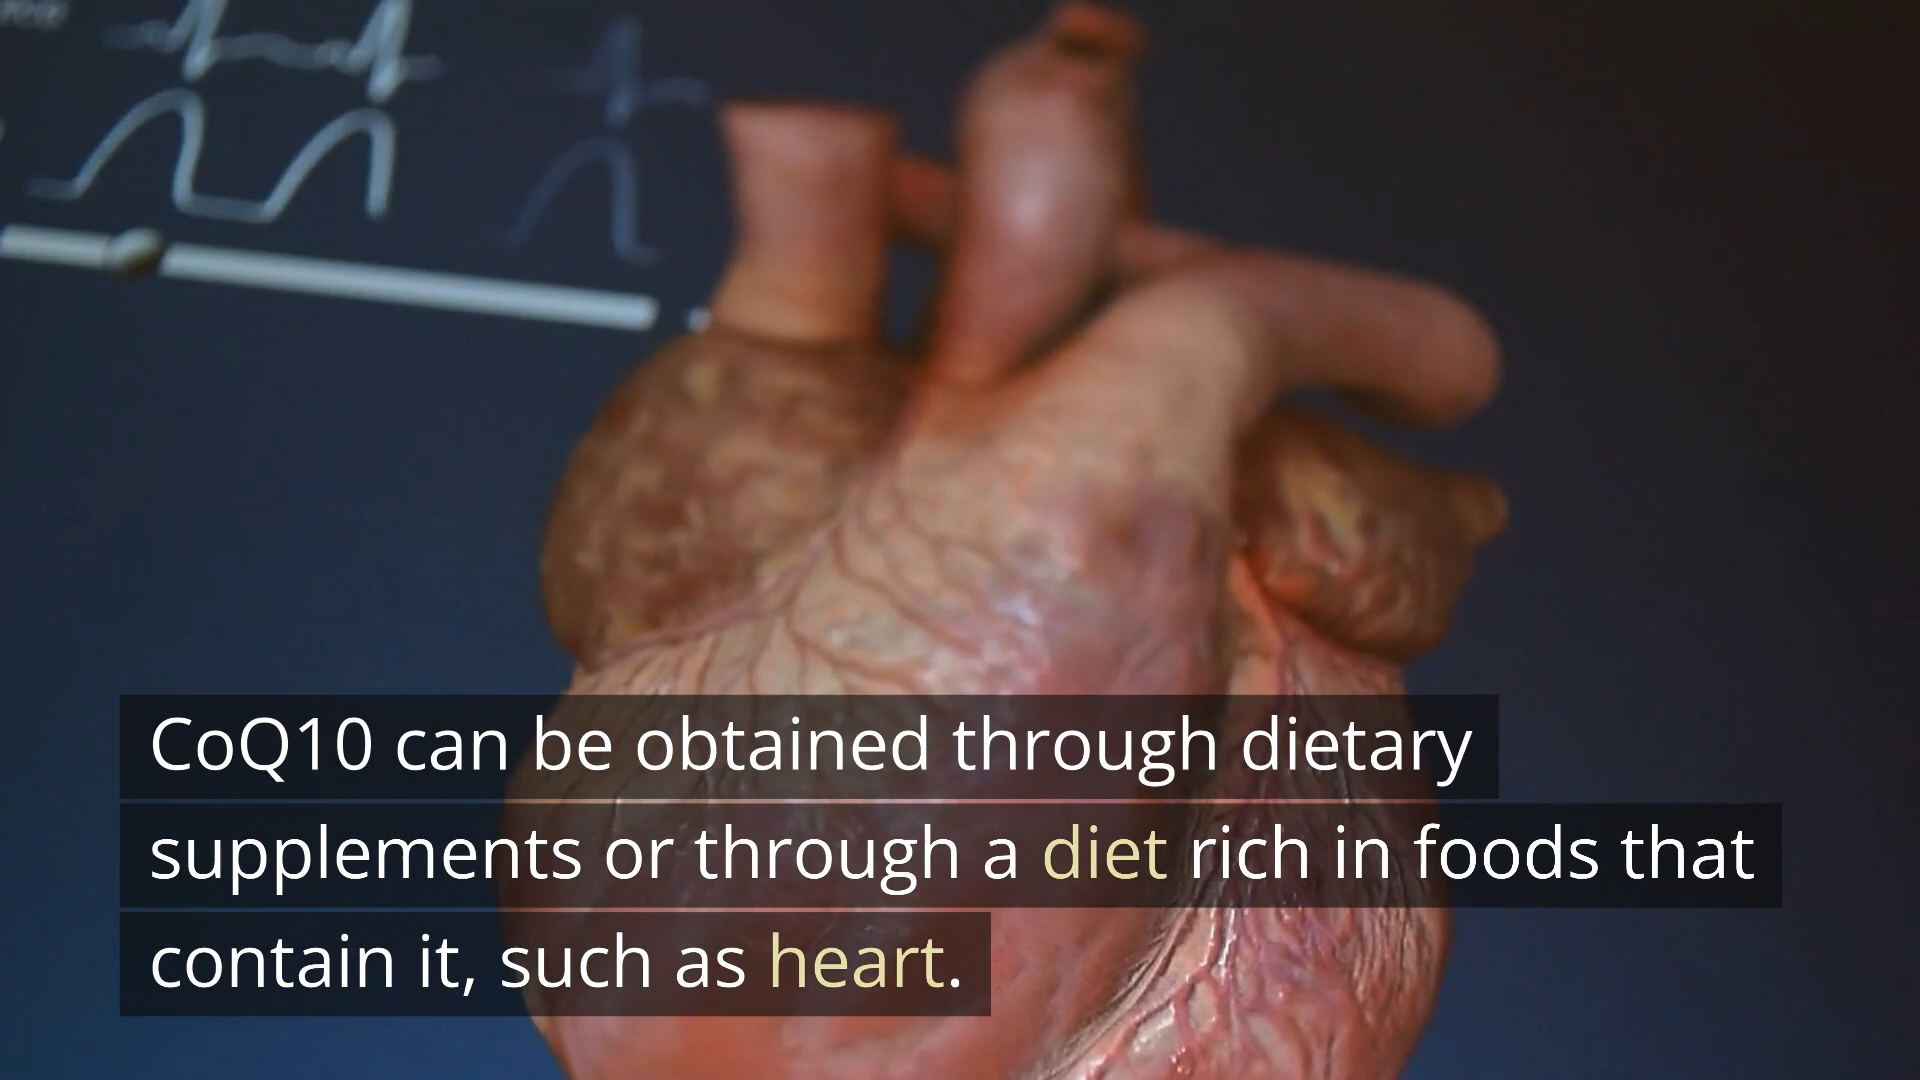 CoQ10 can be obtained through dietary
supplements or through a diet rich in foods that
contain it, such as heart.